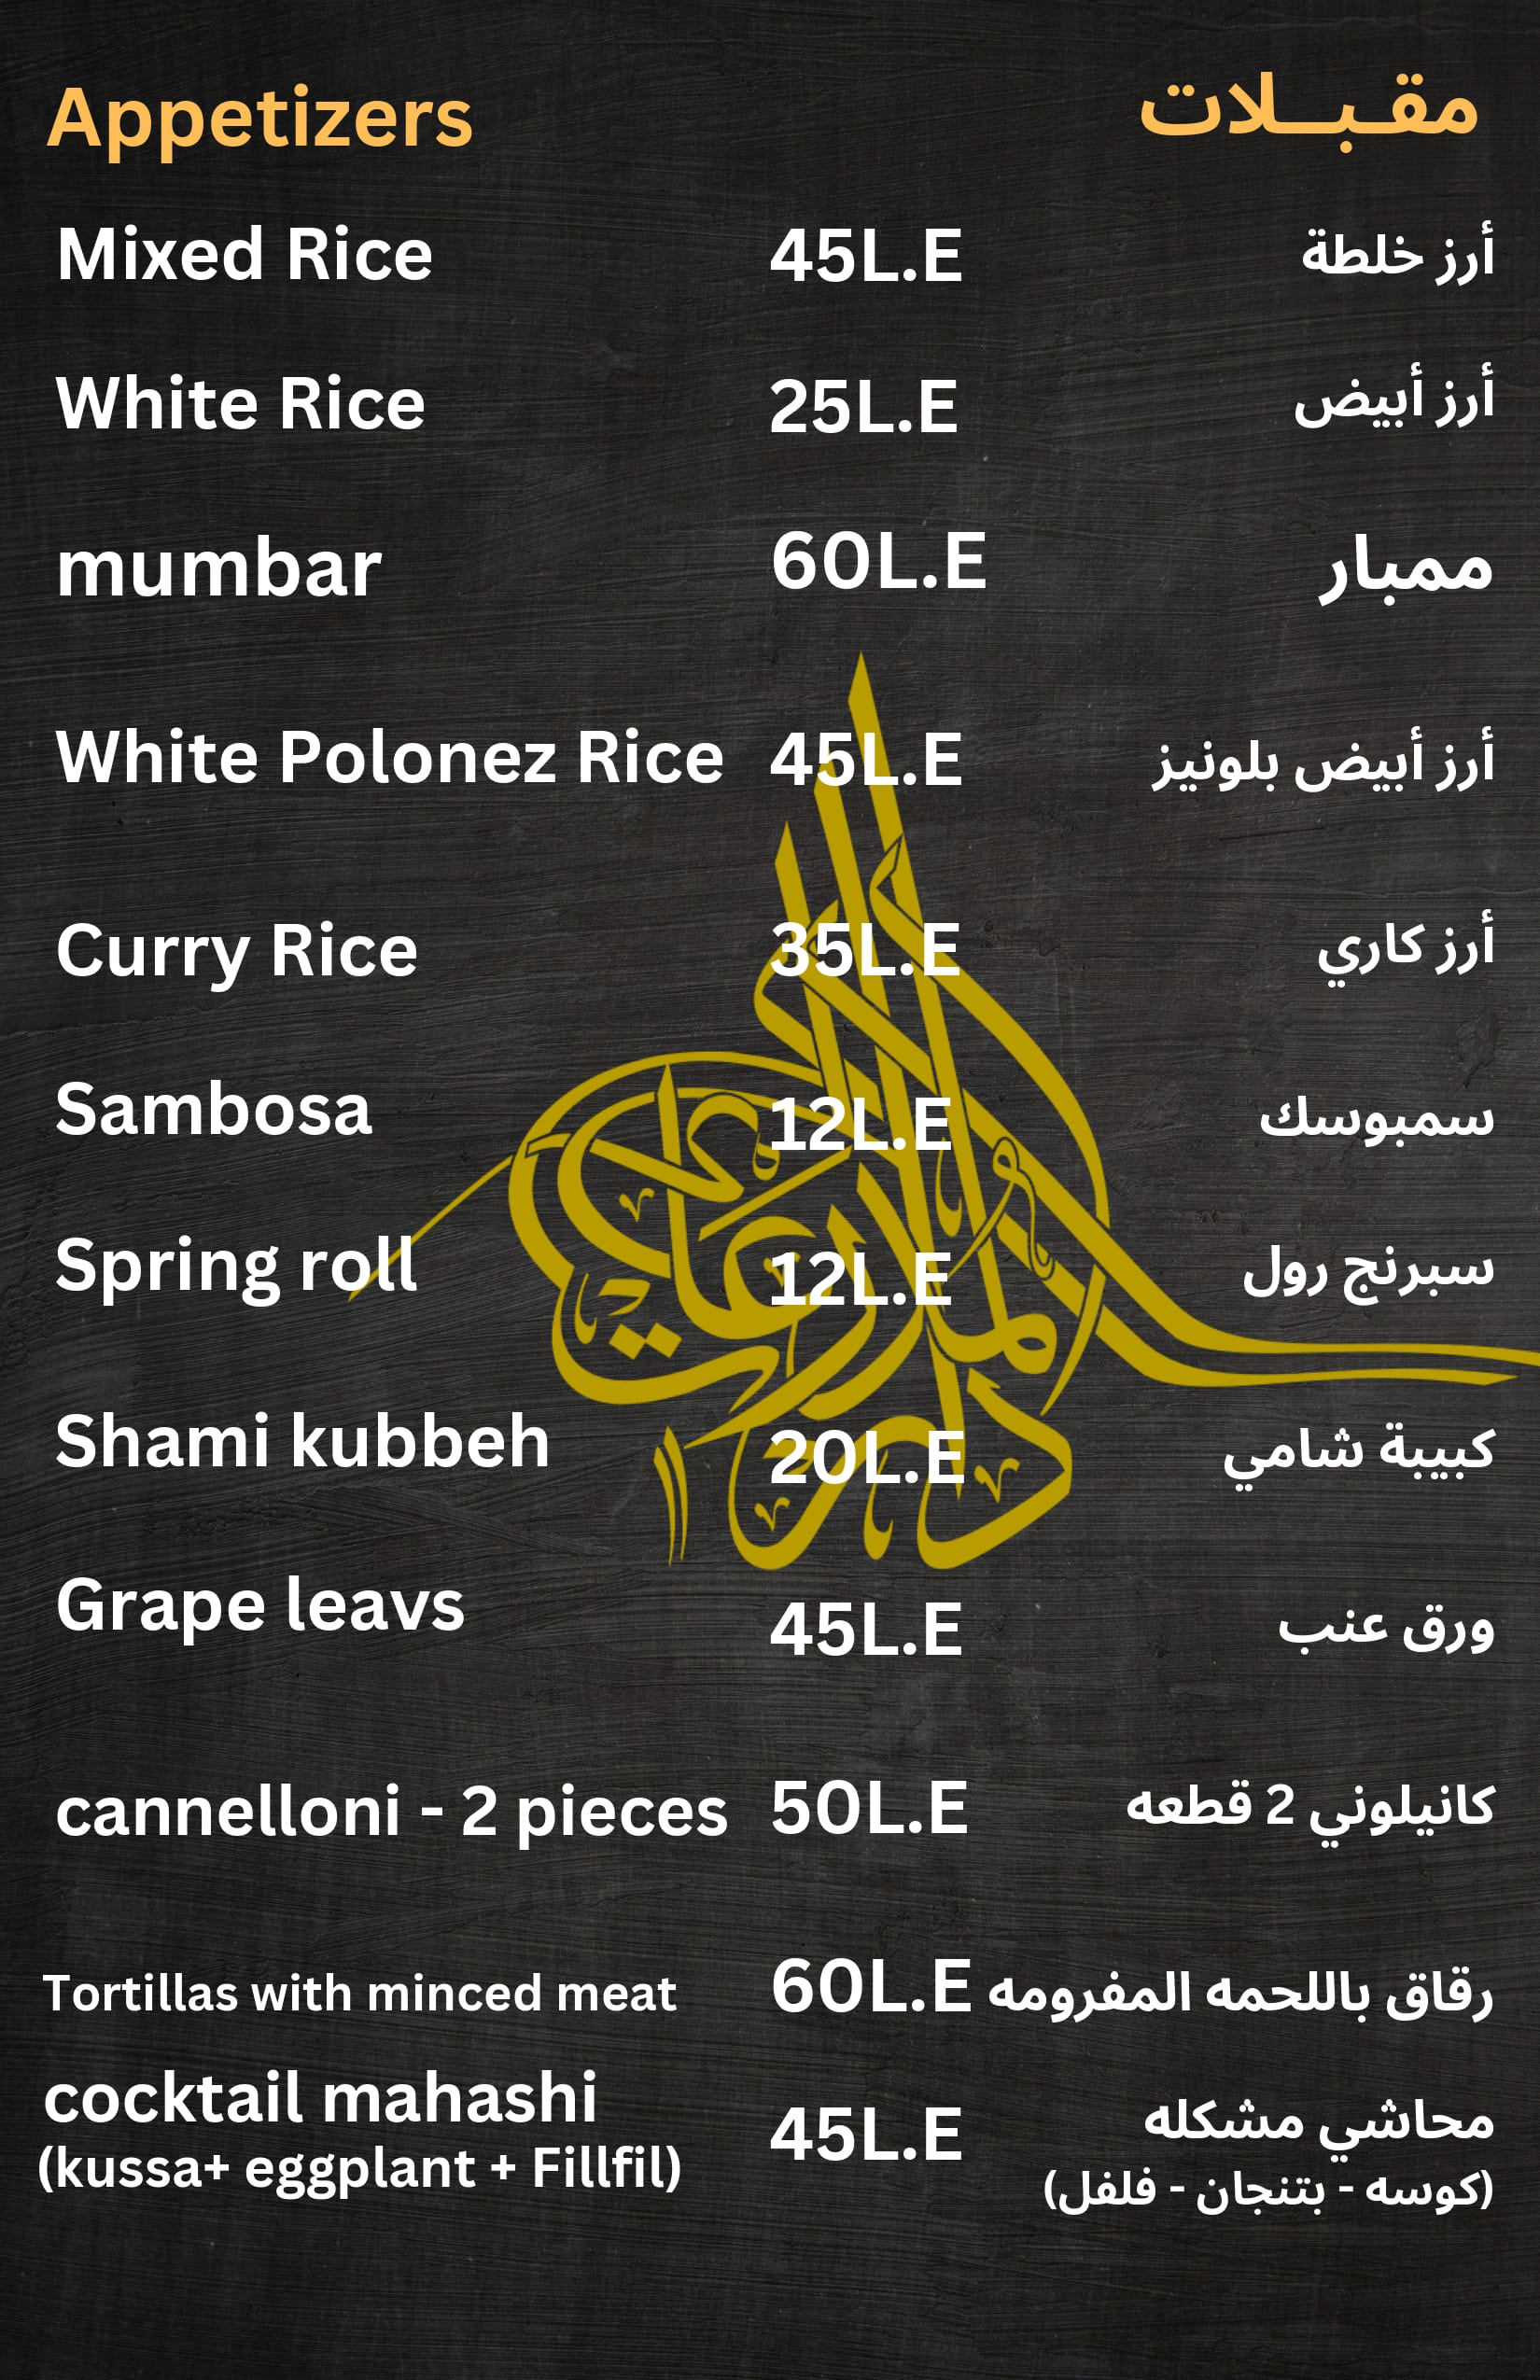 Appetizers مقبـلات
Mixed Rice 45L.E أرز خلطة
White Rice 25L.E أرز أبيض
mumbar 60L.E ممبار
White Polonez Rice 45L.E أرز أبيض بلونيز
Curry Rice 35L.E أرز كاري
Sambosa 12L.E سمبوسك
Spring roll 12L.E سبرنج رول
Shami kubbeh 20L.E كبيبة شامي
Grape leavs 45L.E ورق عنب
cannelloni - 2 pieces 50L.E كانيلوني 2 قطعه
Tortillas with minced meat 60L.E رقاق باللحمه المفرومه
cocktail mahashi 45L.E محاشي مشكله
(kussa+ eggplant + Fillfil) (كوسه - بتنجان - فلفل)